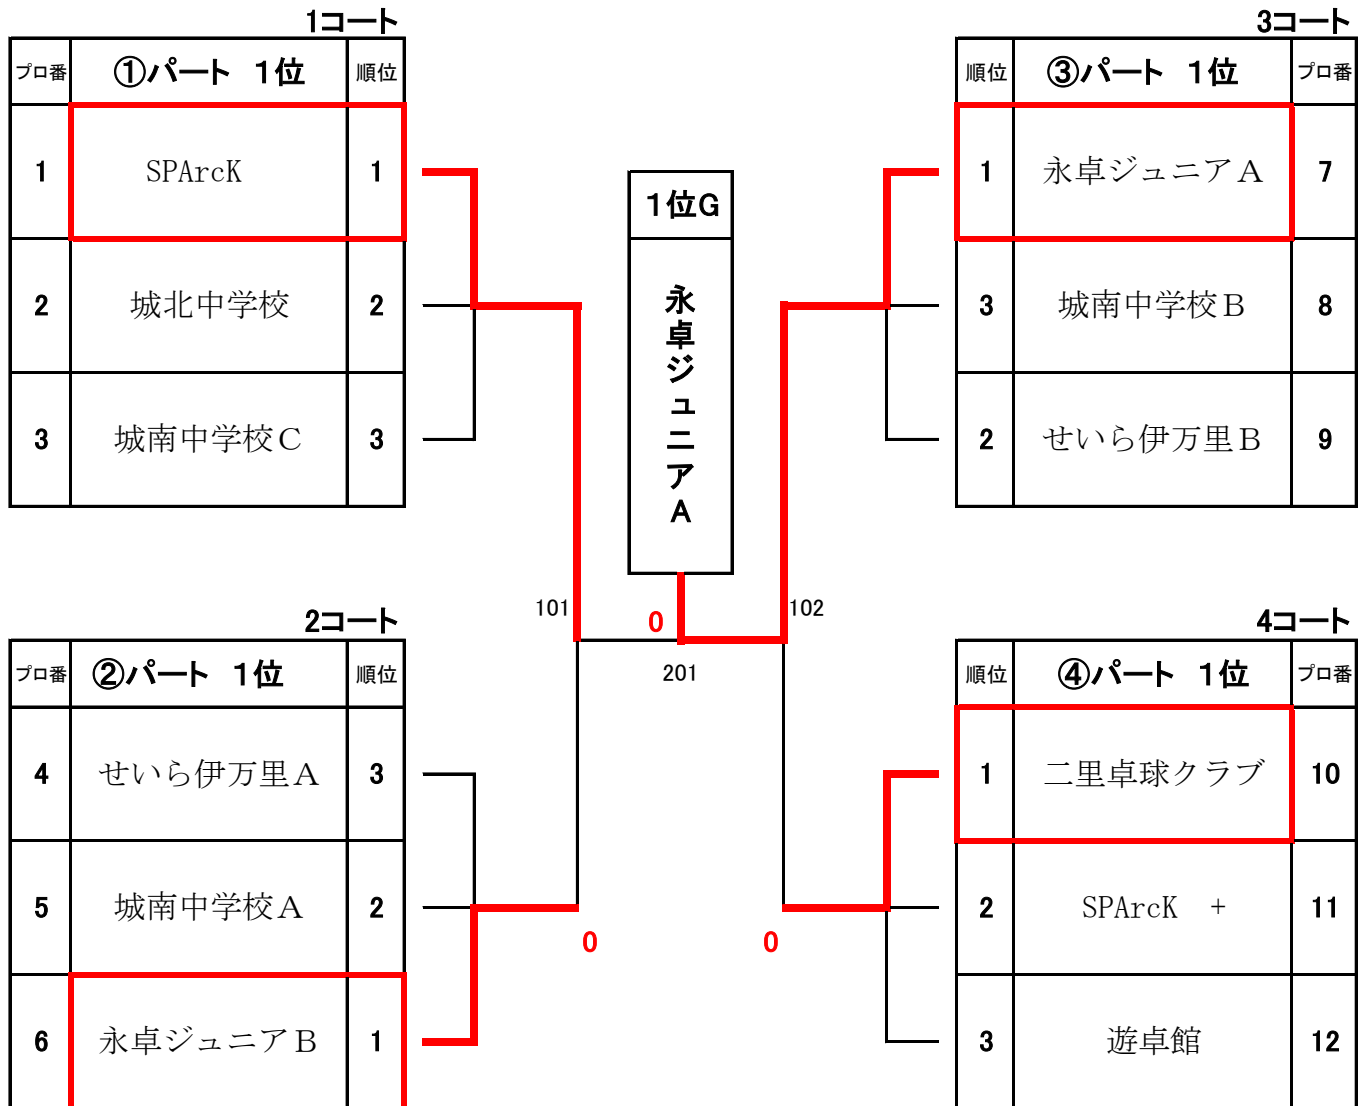 1コート
プロ番 ①パート 1位 順位
1 SPArcK 1
2 城北中学校 2
3 城南中学校C 3
2コート
プロ番 ②パート 1位 順位
4 せいら伊万里A 3
5 城南中学校A 2
6 永卓ジュニアB 1
1位G
永卓ジュニアA
101
0
102
201
0
0
3コート
順位 ③パート 1位 プロ番
1 永卓ジュニアA 7
3 城南中学校B 8
2 せいら伊万里B 9
4コート
順位 ④パート 1位 プロ番
1 二里卓球クラブ 10
2 SPArcK + 11
3 遊卓館 12